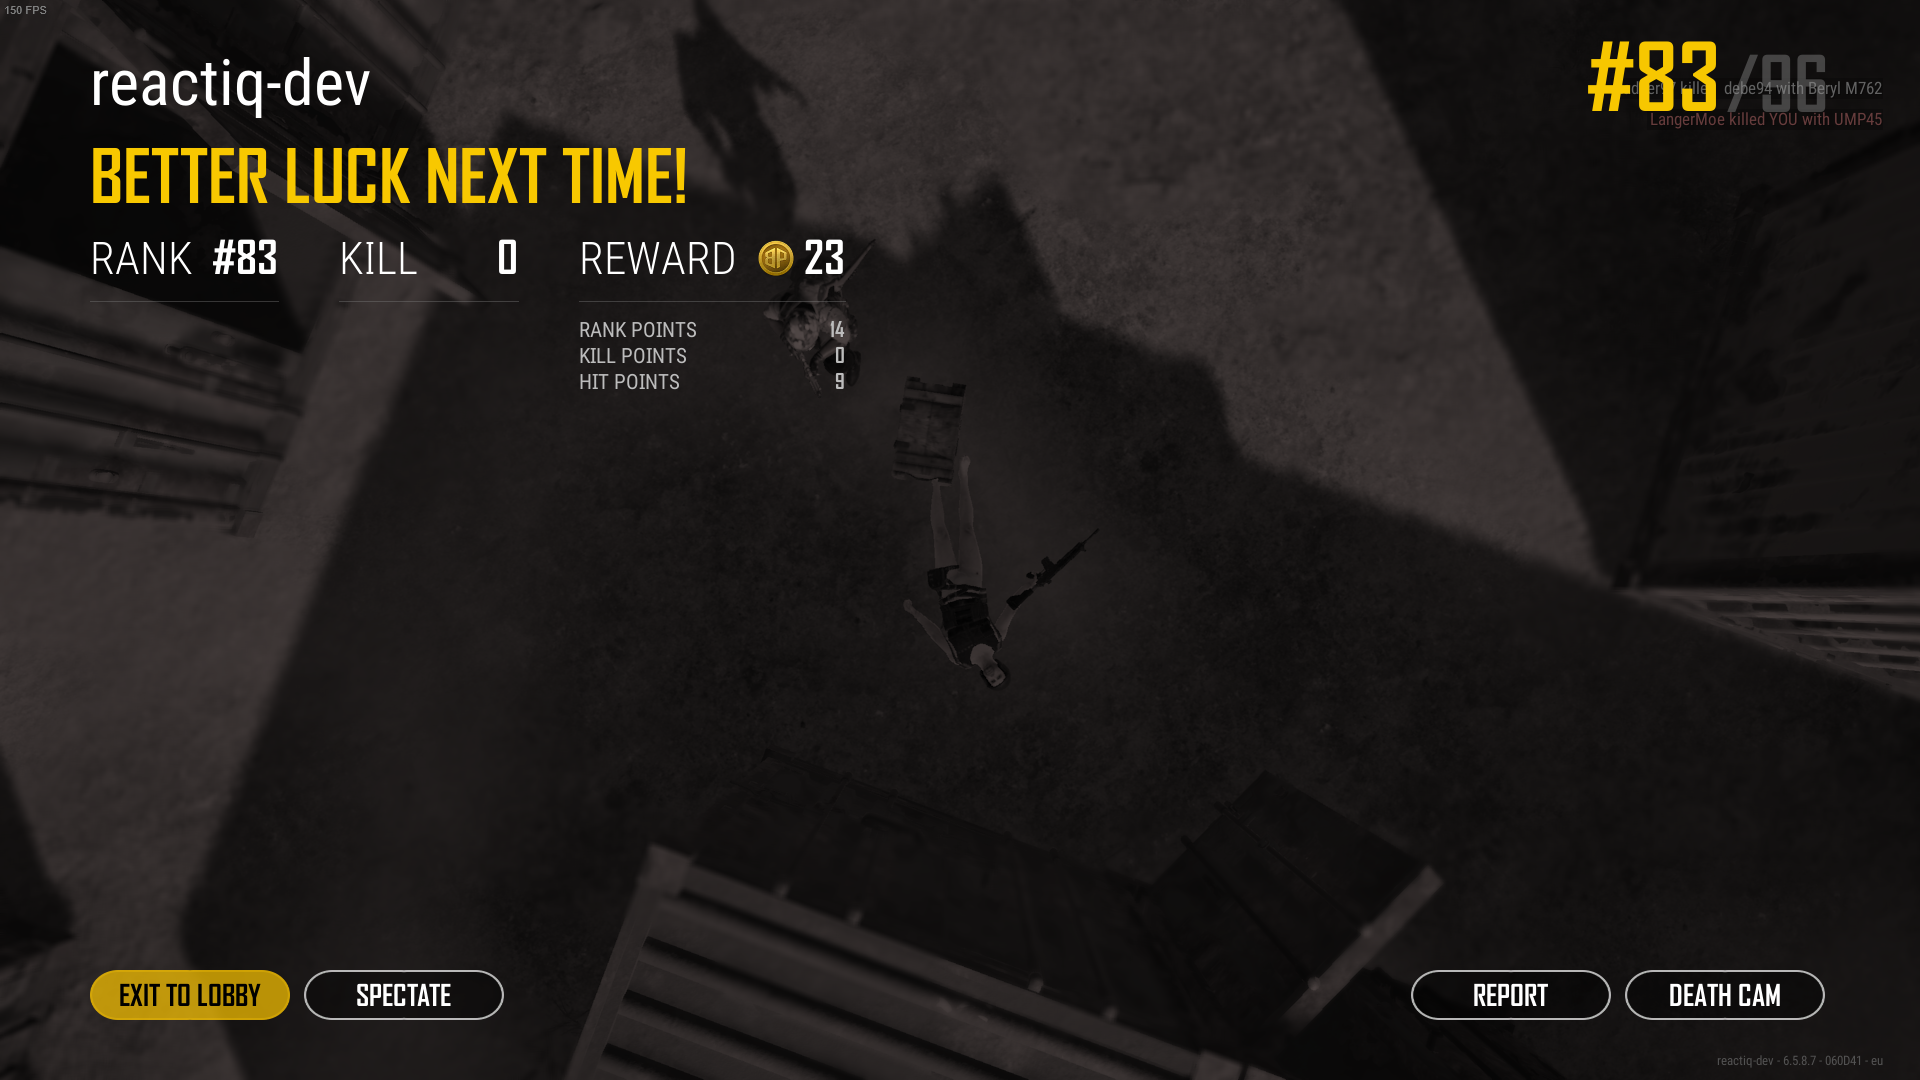 150 FPS
reactiq-dev
#83 /96
debe94 with Beryl M762
LangerMoe killed YOU with UMP45
BETTER LUCK NEXT TIME!
RANK #83 KILL 0 REWARD BP 23
RANK POINTS 14
KILL POINTS 0
HIT POINTS 9
EXIT TO LOBBY SPECTATE REPORT DEATH CAM
reactiq-dev - 6.5.8.7 - 060D41 - eu